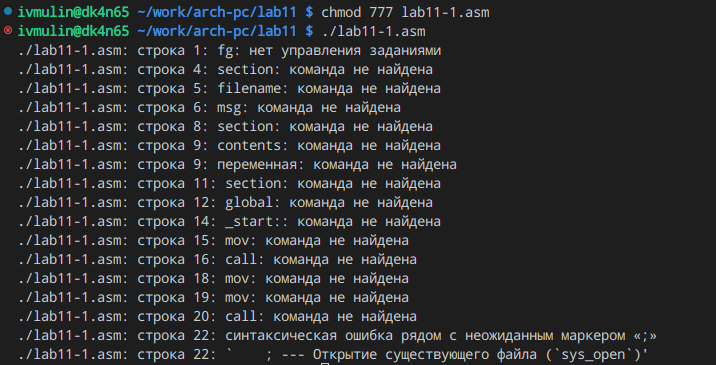 ivmulin@dk4n65 ~/work/arch-pc/lab11 $ chmod 777 lab11-1.asm
ivmulin@dk4n65 ~/work/arch-pc/lab11 $ ./lab11-1.asm
./lab11-1.asm: строка 1: fg: нет управления заданиями
./lab11-1.asm: строка 4: section: команда не найдена
./lab11-1.asm: строка 5: filename: команда не найдена
./lab11-1.asm: строка 6: msg: команда не найдена
./lab11-1.asm: строка 8: section: команда не найдена
./lab11-1.asm: строка 9: contents: команда не найдена
./lab11-1.asm: строка 9: переменная: команда не найдена
./lab11-1.asm: строка 11: section: команда не найдена
./lab11-1.asm: строка 12: global: команда не найдена
./lab11-1.asm: строка 14: _start:: команда не найдена
./lab11-1.asm: строка 15: mov: команда не найдена
./lab11-1.asm: строка 16: call: команда не найдена
./lab11-1.asm: строка 18: mov: команда не найдена
./lab11-1.asm: строка 19: mov: команда не найдена
./lab11-1.asm: строка 20: call: команда не найдена
./lab11-1.asm: строка 22: синтаксическая ошибка рядом с неожиданным маркером «;»
./lab11-1.asm: строка 22: `    ; --- Открытие существующего файла (`sys_open`)'